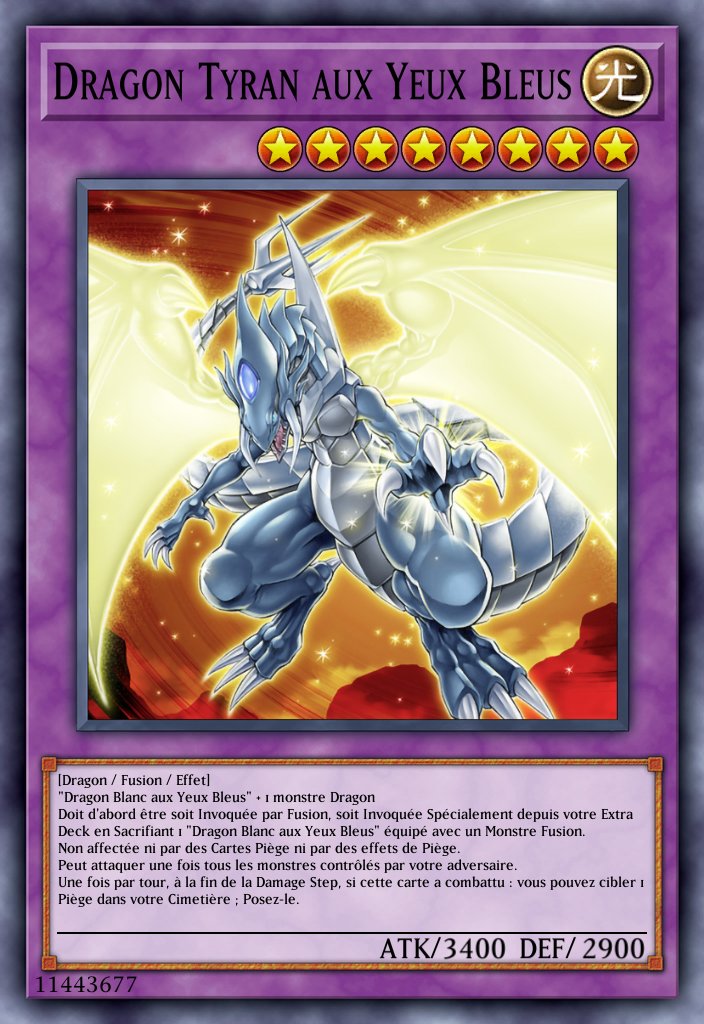 Dragon Tyran aux Yeux Bleus 光
[Dragon / Fusion / Effet]
"Dragon Blanc aux Yeux Bleus" + 1 monstre Dragon
Doit d'abord être soit Invoquée par Fusion, soit Invoquée Spécialement depuis votre Extra
Deck en Sacrifiant 1 "Dragon Blanc aux Yeux Bleus" équipé avec un Monstre Fusion.
Non affectée ni par des Cartes Piège ni par des effets de Piège.
Peut attaquer une fois tous les monstres contrôlés par votre adversaire.
Une fois par tour, à la fin de la Damage Step, si cette carte a combattu : vous pouvez cibler 1
Piège dans votre Cimetière ; Posez-le.
ATK/3400 DEF/ 2900
11443677